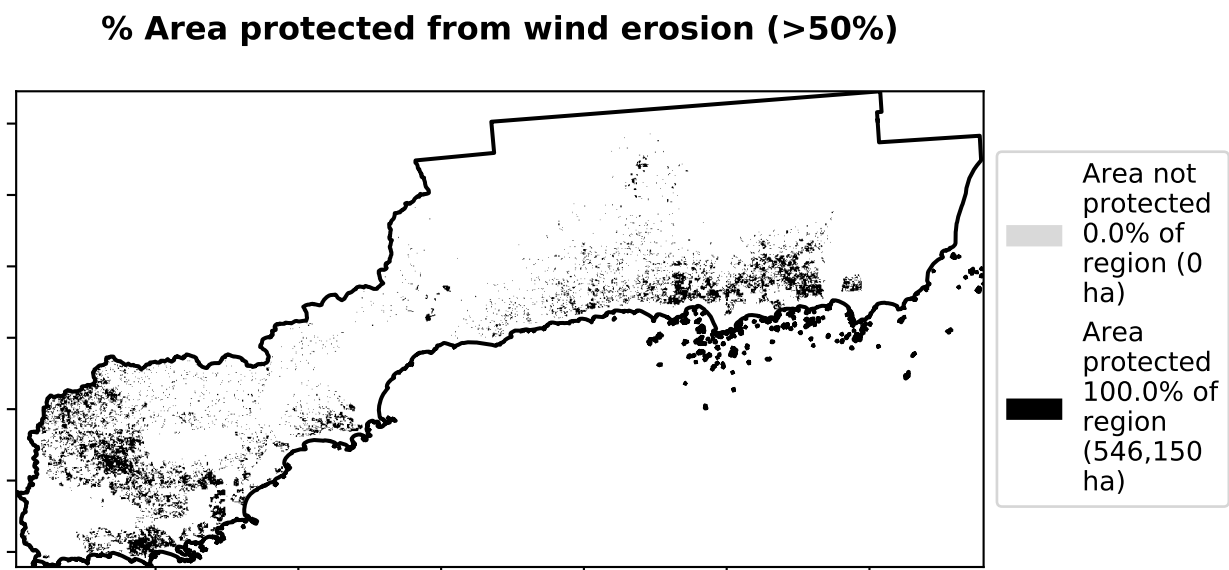 % Area protected from wind erosion (>50%)
Area not
protected
0.0% of
region (0
ha)
Area
protected
100.0% of
region
(546,150
ha)